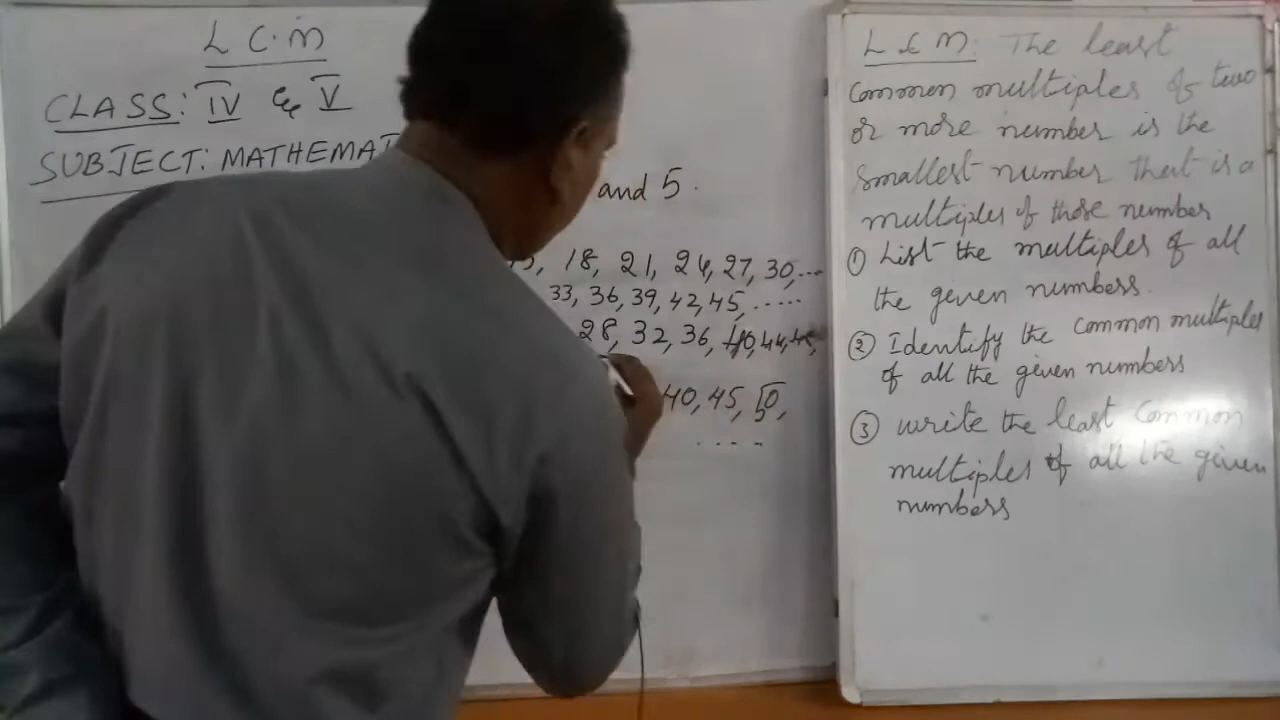 L C.M
CLASS: IV & V
SUBJECT: MATHEMAT
and 5.
18, 21, 24, 27, 30,...
33, 36, 39, 42, 45, .....
28, 32, 36, 40, 44,
40, 45, 50,
....
L C M: The least
common multiples of two
or more number is the
smallest number that is a
multiples of those number
① List the multiples of all
the given numbers.
② Identify the common multiples
of all the given numbers
③ write the least common
multiples of all the given
numbers